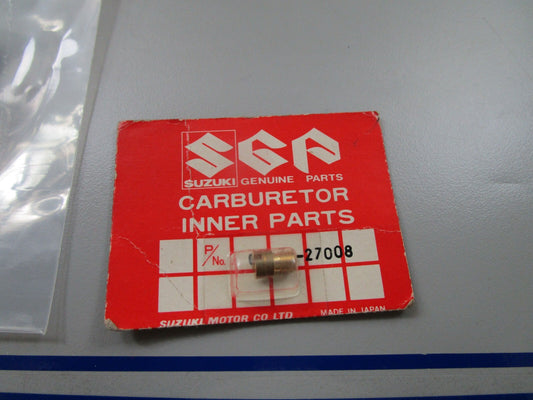 SGP
SUZUKI GENUINE PARTS
CARBURETOR
INNER PARTS
P/No. -27008
SUZUKI MOTOR CO LTD MADE IN JAPAN